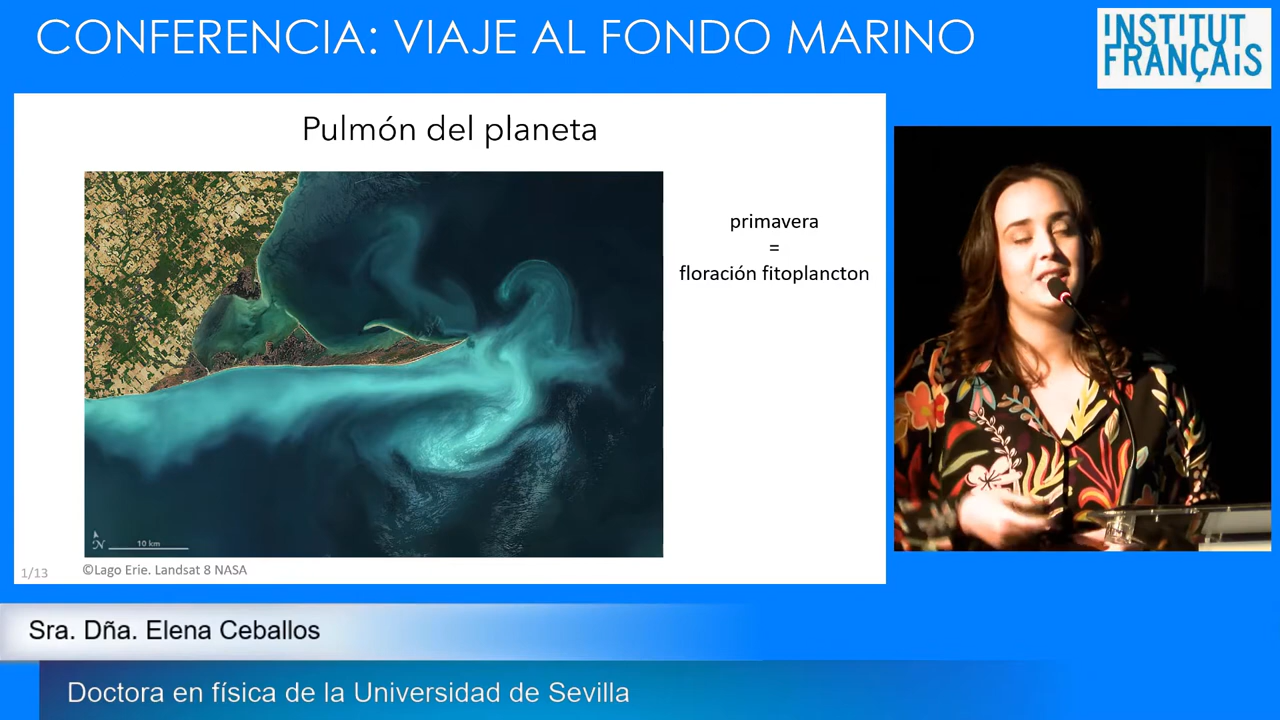 CONFERENCIA: VIAJE AL FONDO MARINO
INSTITUT
FRANÇAIS
Pulmón del planeta
primavera
=
floración fitoplancton
N
10 km
1/13
©Lago Erie. Landsat 8 NASA
Sra. Dña. Elena Ceballos
Doctora en física de la Universidad de Sevilla